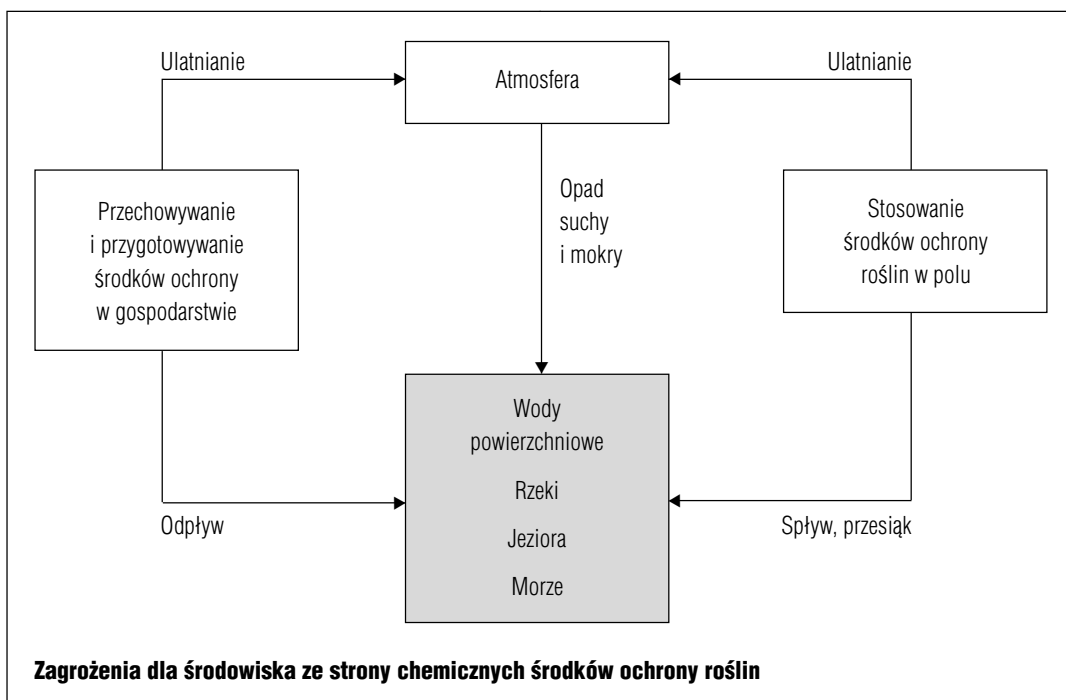 Ulatnianie
Atmosfera
Ulatnianie
Przechowywanie
i przygotowywanie
środków ochrony
w gospodarstwie
Opad
suchy
i mokry
Stosowanie
środków ochrony
roślin w polu
Wody
powierzchniowe
Rzeki
Jeziora
Morze
Odpływ
Spływ, przesiąk
Zagrożenia dla środowiska ze strony chemicznych środków ochrony roślin